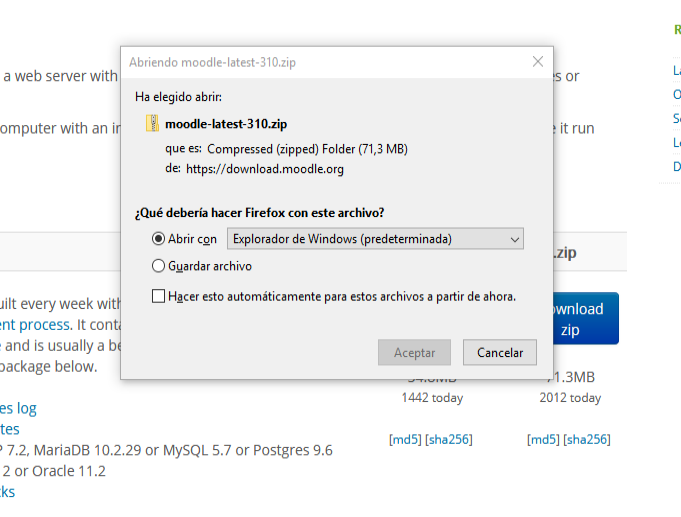 R
Abriendo moodle-latest-310.zip
La
a web server with
es or
Ha elegido abrir:
O
moodle-latest-310.zip
S
omputer with an in
e it run
que es: Compressed (zipped) Folder (71,3 MB)
L
de: https://download.moodle.org
D
¿Qué debería hacer Firefox con este archivo?
Abrir con Explorador de Windows (predeterminada)
.zip
Guardar archivo
Hacer esto automáticamente para estos archivos a partir de ahora.
uilt every week with
ownload
ent process. It conta
zip
e and is usually a be
Aceptar Cancelar
package below.
71.3MB
1442 today 2012 today
es log
tes
[md5] [sha256] [md5] [sha256]
P 7.2, MariaDB 10.2.29 or MySQL 5.7 or Postgres 9.6
2 or Oracle 11.2
ks